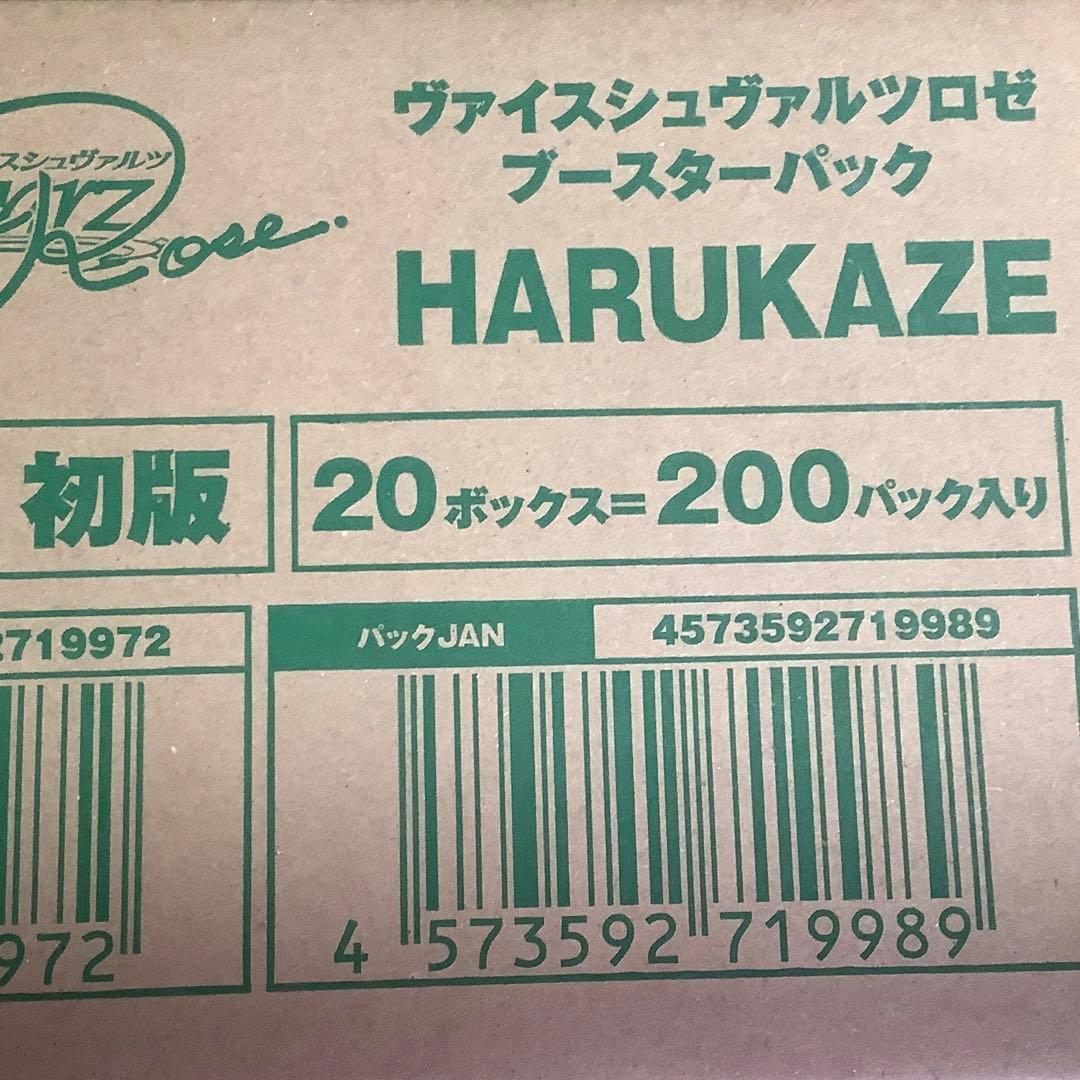 ヴァイスシュヴァルツロゼ
ブースターパック
HARUKAZE
スシュヴァルツ
Rose.
初版
20ボックス=200パック入り
719972
パックJAN
4573592719989
972
4 573592 719989